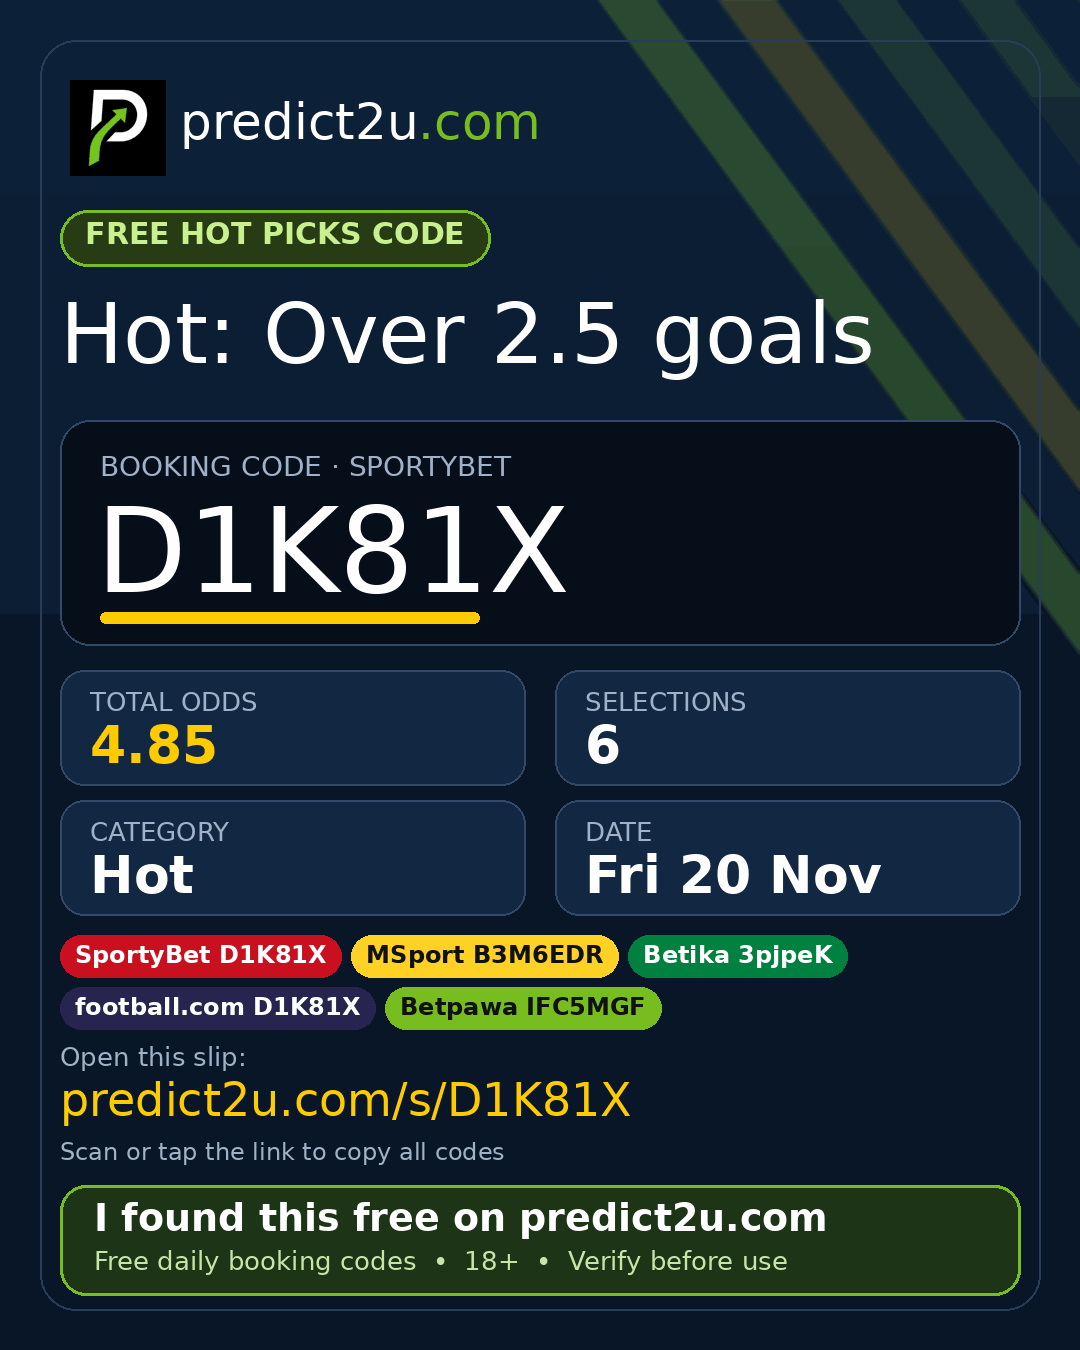 predict2u.com
FREE HOT PICKS CODE
Hot: Over 2.5 goals
BOOKING CODE · SPORTYBET
D1K81X
TOTAL ODDS
4.85
SELECTIONS
6
CATEGORY
Hot
DATE
Fri 20 Nov
SportyBet D1K81X
MSport B3M6EDR
Betika 3pjpeK
football.com D1K81X
Betpawa IFC5MGF
Open this slip:
predict2u.com/s/D1K81X
Scan or tap the link to copy all codes
I found this free on predict2u.com
Free daily booking codes • 18+ • Verify before use